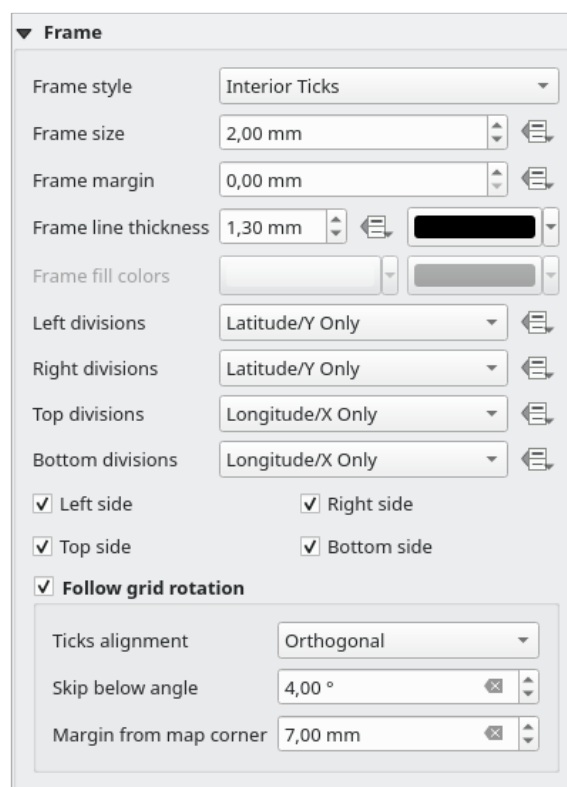 Frame
Frame style Interior Ticks
Frame size 2,00 mm
Frame margin 0,00 mm
Frame line thickness 1,30 mm
Frame fill colors
Left divisions Latitude/Y Only
Right divisions Latitude/Y Only
Top divisions Longitude/X Only
Bottom divisions Longitude/X Only
Left side Right side
Top side Bottom side
Follow grid rotation
Ticks alignment Orthogonal
Skip below angle 4,00 °
Margin from map corner 7,00 mm